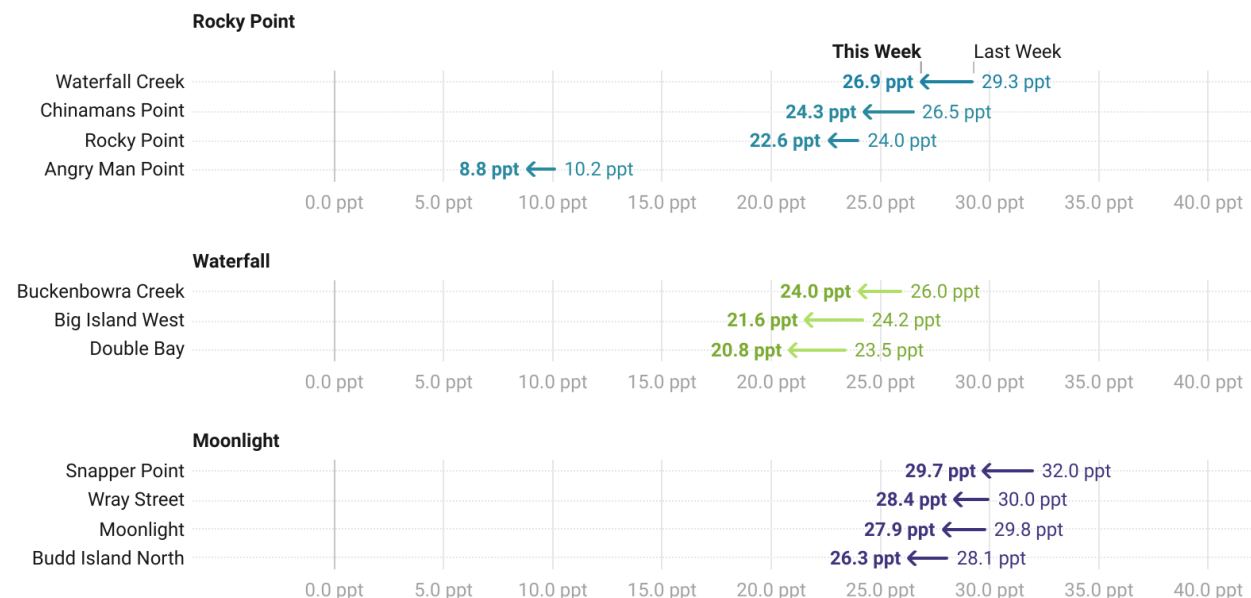 Rocky Point
This Week Last Week
Waterfall Creek 26.9 ppt 29.3 ppt
Chinamans Point 24.3 ppt 26.5 ppt
Rocky Point 22.6 ppt 24.0 ppt
Angry Man Point 8.8 ppt 10.2 ppt
0.0 ppt 5.0 ppt 10.0 ppt 15.0 ppt 20.0 ppt 25.0 ppt 30.0 ppt 35.0 ppt 40.0 ppt
Waterfall
Buckenbowra Creek 24.0 ppt 26.0 ppt
Big Island West 21.6 ppt 24.2 ppt
Double Bay 20.8 ppt 23.5 ppt
0.0 ppt 5.0 ppt 10.0 ppt 15.0 ppt 20.0 ppt 25.0 ppt 30.0 ppt 35.0 ppt 40.0 ppt
Moonlight
Snapper Point 29.7 ppt 32.0 ppt
Wray Street 28.4 ppt 30.0 ppt
Moonlight 27.9 ppt 29.8 ppt
Budd Island North 26.3 ppt 28.1 ppt
0.0 ppt 5.0 ppt 10.0 ppt 15.0 ppt 20.0 ppt 25.0 ppt 30.0 ppt 35.0 ppt 40.0 ppt